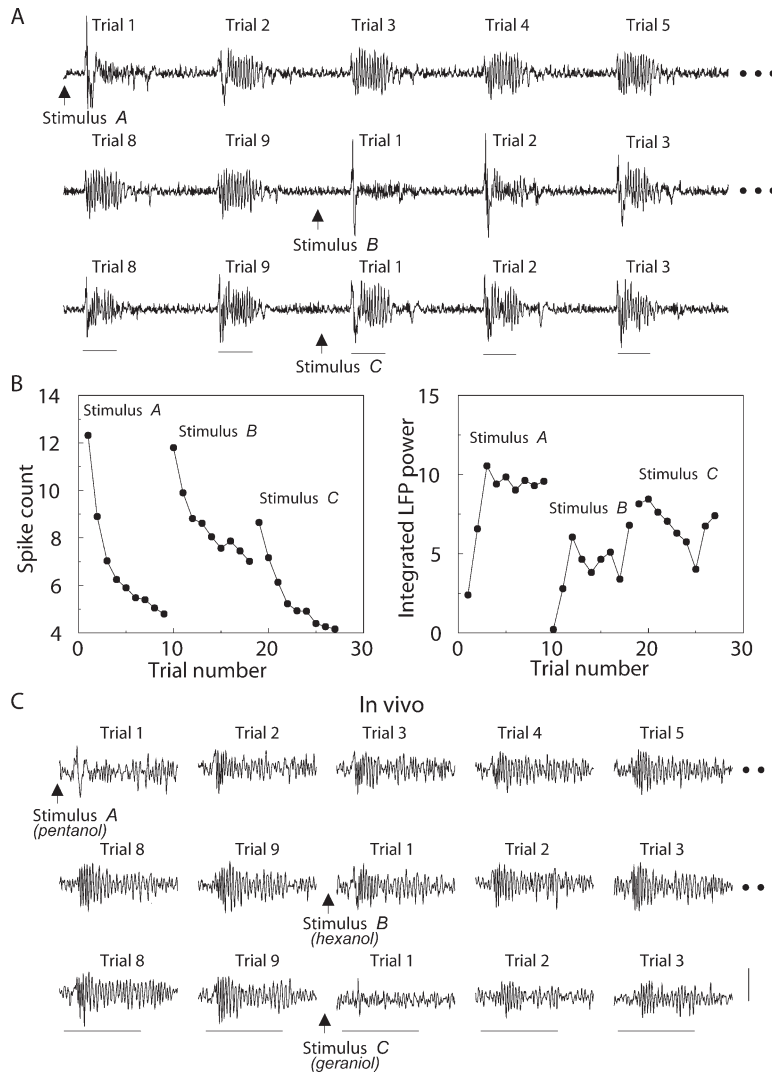 A
Trial 1 Trial 2 Trial 3 Trial 4 Trial 5
Stimulus A
Trial 8 Trial 9 Trial 1 Trial 2 Trial 3
Stimulus B
Trial 8 Trial 9 Trial 1 Trial 2 Trial 3
Stimulus C
B
14
12
10
8
6
4
Spike count
Stimulus A
Stimulus B
Stimulus C
0 10 20 30
Trial number
15
10
5
0
Integrated LFP power
Stimulus A
Stimulus B
Stimulus C
0 10 20 30
Trial number
C
In vivo
Trial 1 Trial 2 Trial 3 Trial 4 Trial 5
Stimulus A
(pentanol)
Trial 8 Trial 9 Trial 1 Trial 2 Trial 3
Stimulus B
(hexanol)
Trial 8 Trial 9 Trial 1 Trial 2 Trial 3
Stimulus C
(geraniol)